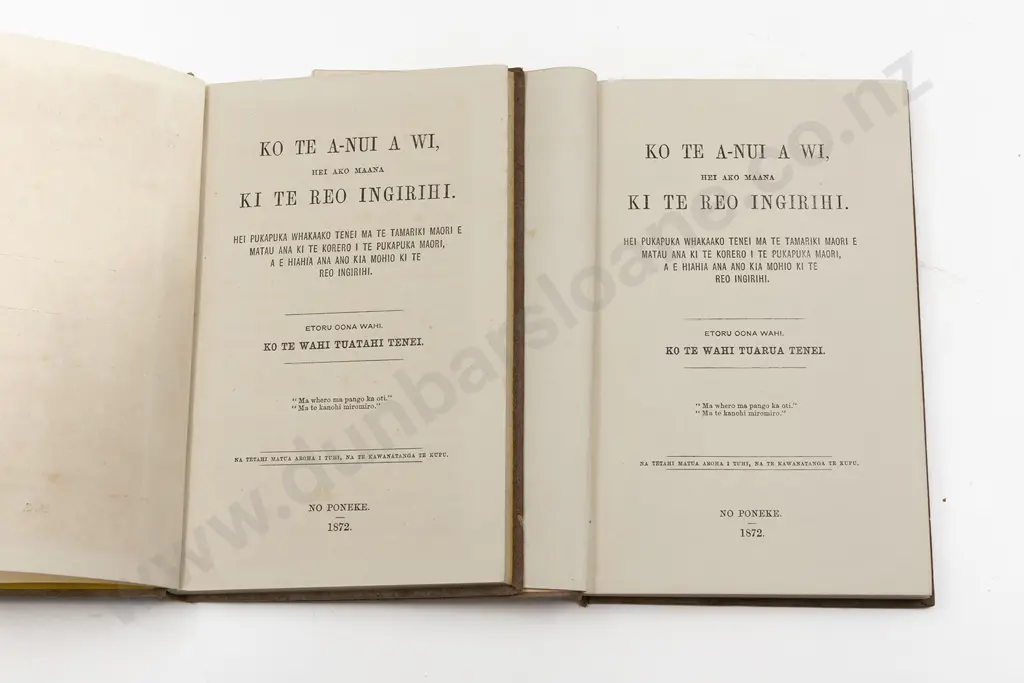 KO TE A-NUI A WI,
HEI AKO MAANA
KI TE REO INGIRIHI.
HEI PUKAPUKA WHAKAAKO TENEI MA TE TAMARIKI MAORI E
MATAU ANA KI TE KORERO I TE PUKAPUKA MAORI,
A E HIAHIA ANA ANO KIA MOHIO KI TE
REO INGIRIHI.
ETORU OONA WAHI.
KO TE WAHI TUATAHI TENEI.
"Ma whero ma pango ka oti."
"Ma te kanohi miromiro."
NA TETAHI MATUA AROHA I TUHI, NA TE KAWANATANGA TE KUPU.
NO PONEKE.
1872.
KO TE A-NUI A WI,
HEI AKO MAANA
KI TE REO INGIRIHI.
HEI PUKAPUKA WHAKAAKO TENEI MA TE TAMARIKI MAORI E
MATAU ANA KI TE KORERO I TE PUKAPUKA MAORI,
A E HIAHIA ANA ANO KIA MOHIO KI TE
REO INGIRIHI.
ETORU OONA WAHI.
KO TE WAHI TUARUA TENEI.
"Ma whero ma pango ka oti."
"Ma te kanohi miromiro."
NA TETAHI MATUA AROHA I TUHI, NA TE KAWANATANGA TE KUPU.
NO PONEKE.
1872.
www.dunbarsloane.co.nz